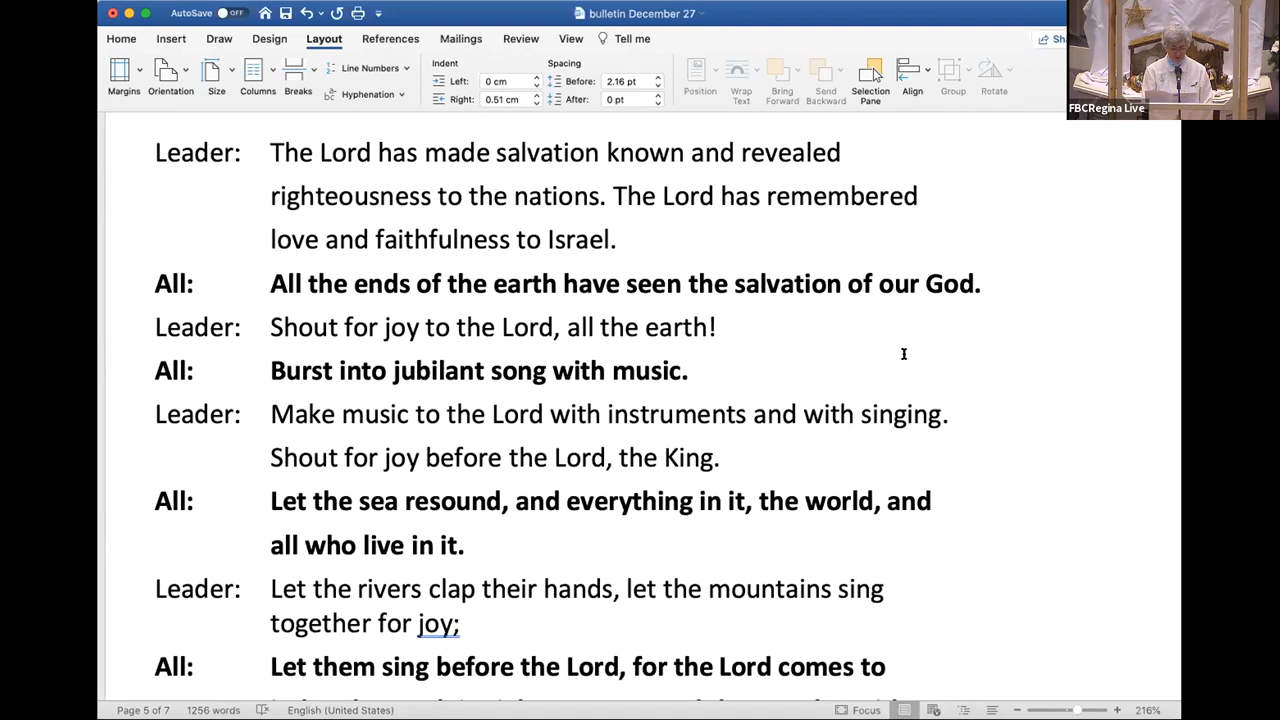 AutoSave OFF
bulletin December 27
Home Insert Draw Design Layout References Mailings Review View Tell me
Margins Orientation Size Columns Breaks
Line Numbers
Hyphenation
Indent Spacing
Left: 0 cm Before: 2.16 pt
Right: 0.51 cm After: 0 pt
Position Wrap Text Bring Forward Send Backward Selection Pane Align Group Rotate
FBCRegina Live
Leader: The Lord has made salvation known and revealed
righteousness to the nations. The Lord has remembered
love and faithfulness to Israel.
All: All the ends of the earth have seen the salvation of our God.
Leader: Shout for joy to the Lord, all the earth!
All: Burst into jubilant song with music.
Leader: Make music to the Lord with instruments and with singing.
Shout for joy before the Lord, the King.
All: Let the sea resound, and everything in it, the world, and
all who live in it.
Leader: Let the rivers clap their hands, let the mountains sing
together for joy;
All: Let them sing before the Lord, for the Lord comes to
Page 5 of 7 1256 words English (United States) Focus 216%